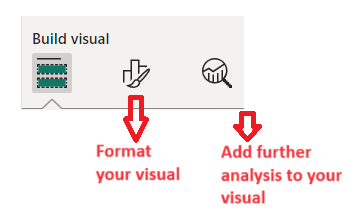 Build visual
Format
your visual
Add further
analysis to your
visual